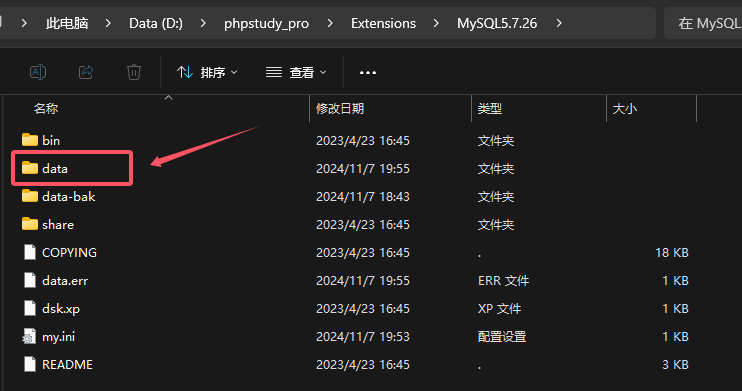 此电脑 Data (D:) phpstudy_pro Extensions MySQL5.7.26 在 MySQL
排序 查看
名称 修改日期 类型 大小
bin 2023/4/23 16:45 文件夹
data 2024/11/7 19:55 文件夹
data-bak 2024/11/7 18:43 文件夹
share 2023/4/23 16:45 文件夹
COPYING 2023/4/23 16:45 . 18 KB
data.err 2024/11/7 19:55 ERR 文件 1 KB
dsk.xp 2023/4/23 16:45 XP 文件 1 KB
my.ini 2024/11/7 19:53 配置设置 1 KB
README 2023/4/23 16:45 . 3 KB